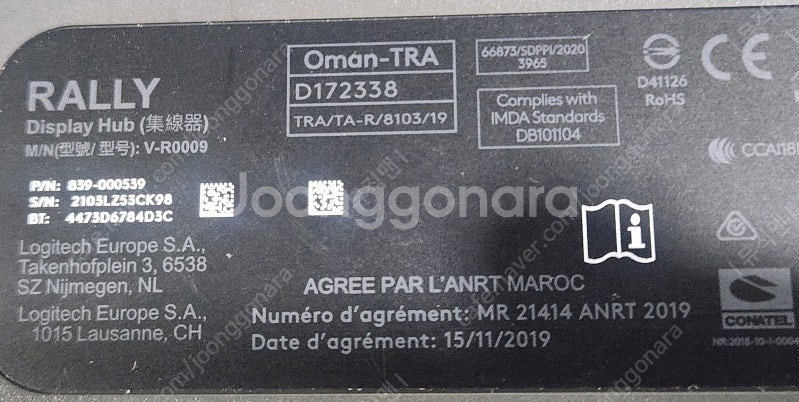 RALLY
Display Hub (集線器)
M/N(型號/ 型号): V-R0009
P/N: 839-000539
S/N: 2103LZ53CK98
BT: 4473D6784D3C
Logitech Europe S.A.,
Takenhofplein 3, 6538
SZ Nijmegen, NL
Logitech Europe S.A.,
1015 Lausanne, CH
Oman-TRA
D172338
TRA/TA-R/8103/19
66873/SDPPI/2020
3965
Complies with
IMDA Standards
DB101104
D41126
RoHS
CE
AGREE PAR L'ANRT MAROC
Numéro d'agrément: MR 21414 ANRT 2019
Date d'agrément: 15/11/2019
CONATEL
Joonggonara